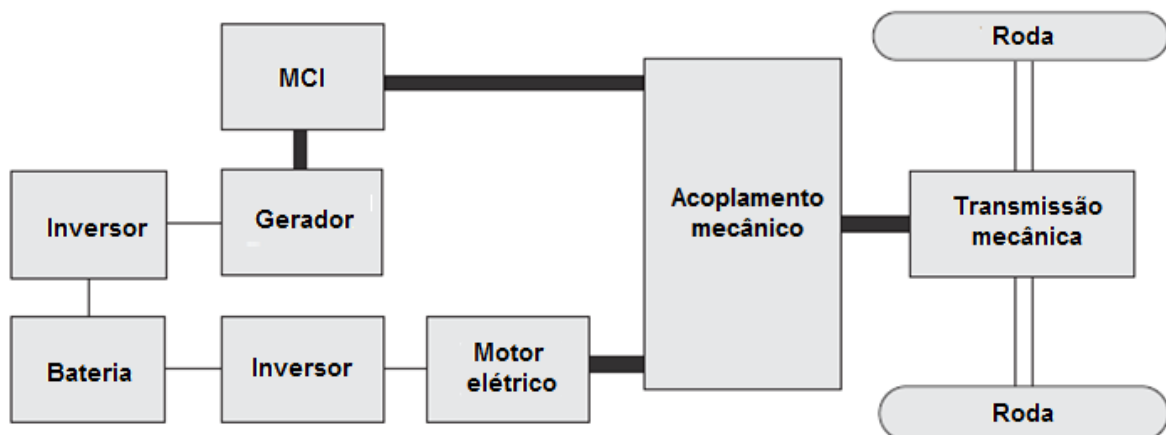 Roda
MCI
Acoplamento
mecânico
Inversor
Gerador
Transmissão
mecânica
Bateria
Inversor
Motor
elétrico
Roda